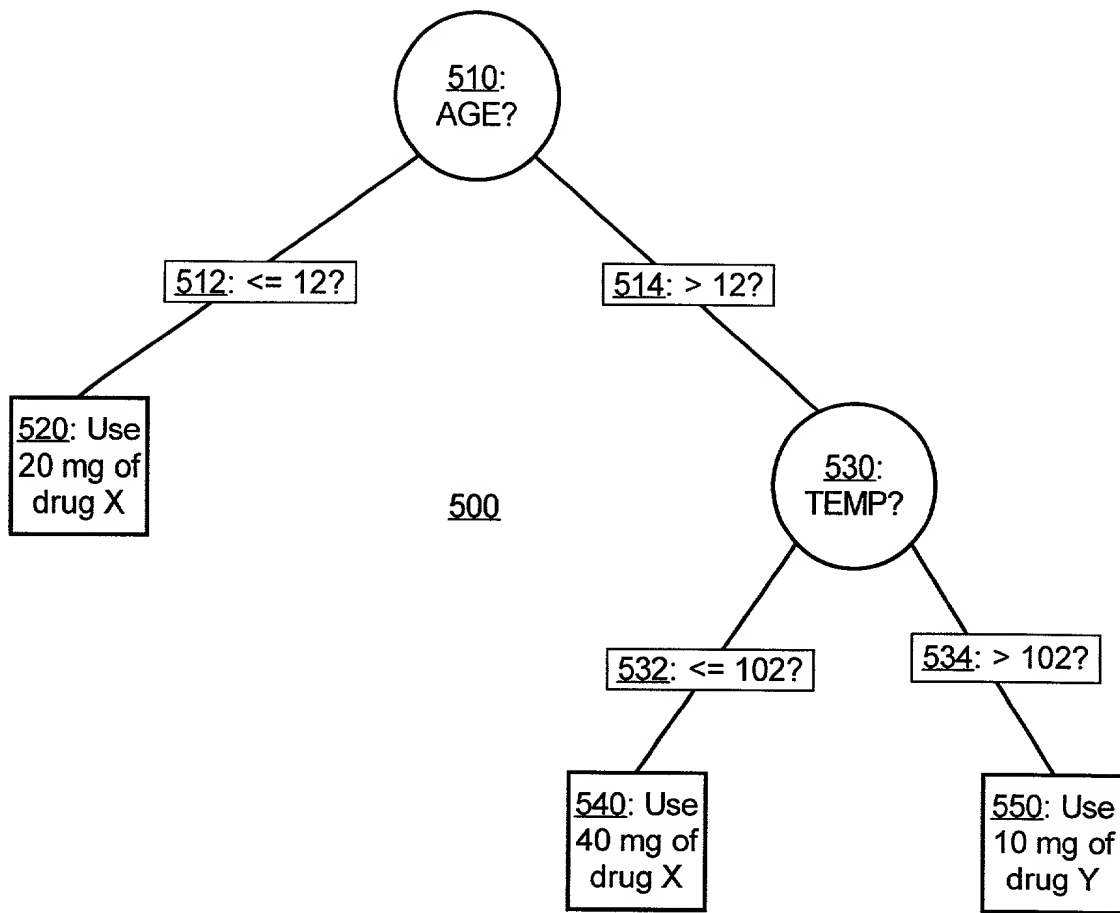 510:
AGE?
512: <= 12?
514: > 12?
520: Use
20 mg of
drug X
530:
TEMP?
500
532: <= 102?
534: > 102?
540: Use
40 mg of
drug X
550: Use
10 mg of
drug Y